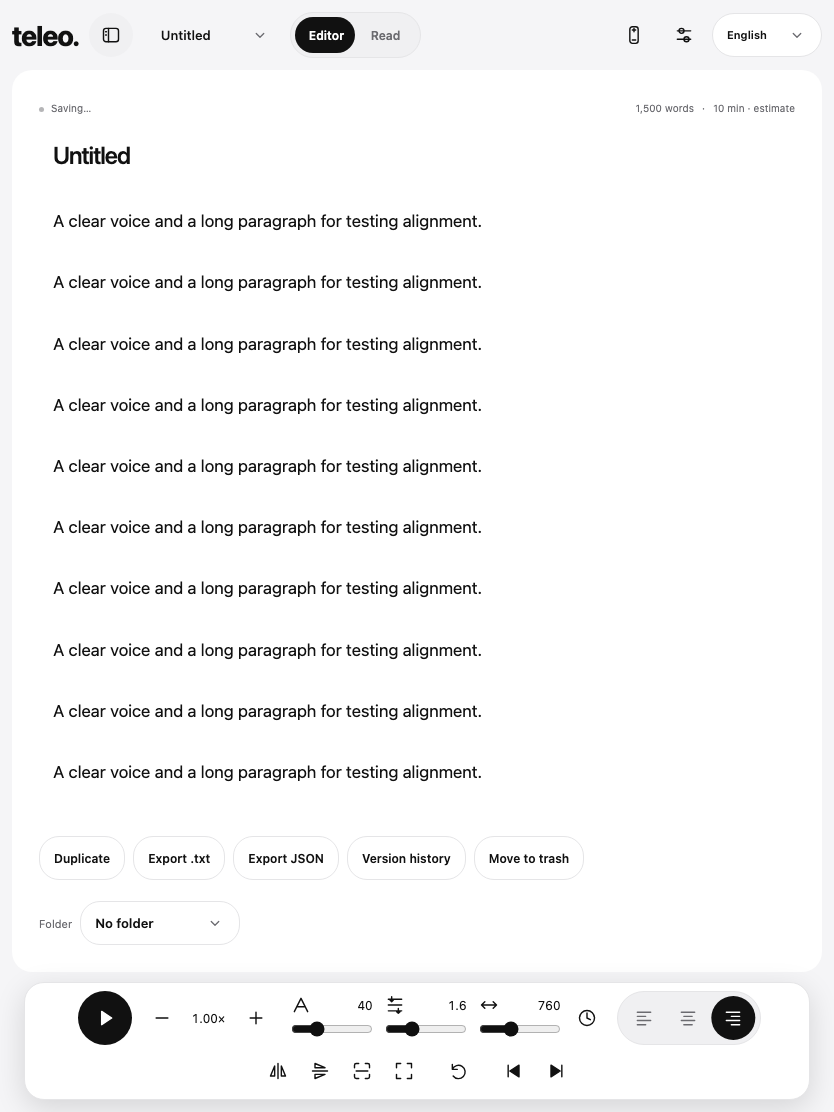 teleo.
Untitled
Editor
Read
English
Saving...
1,500 words · 10 min · estimate
Untitled
A clear voice and a long paragraph for testing alignment.
A clear voice and a long paragraph for testing alignment.
A clear voice and a long paragraph for testing alignment.
A clear voice and a long paragraph for testing alignment.
A clear voice and a long paragraph for testing alignment.
A clear voice and a long paragraph for testing alignment.
A clear voice and a long paragraph for testing alignment.
A clear voice and a long paragraph for testing alignment.
A clear voice and a long paragraph for testing alignment.
A clear voice and a long paragraph for testing alignment.
Duplicate
Export .txt
Export JSON
Version history
Move to trash
Folder
No folder
1.00×
40
1.6
760